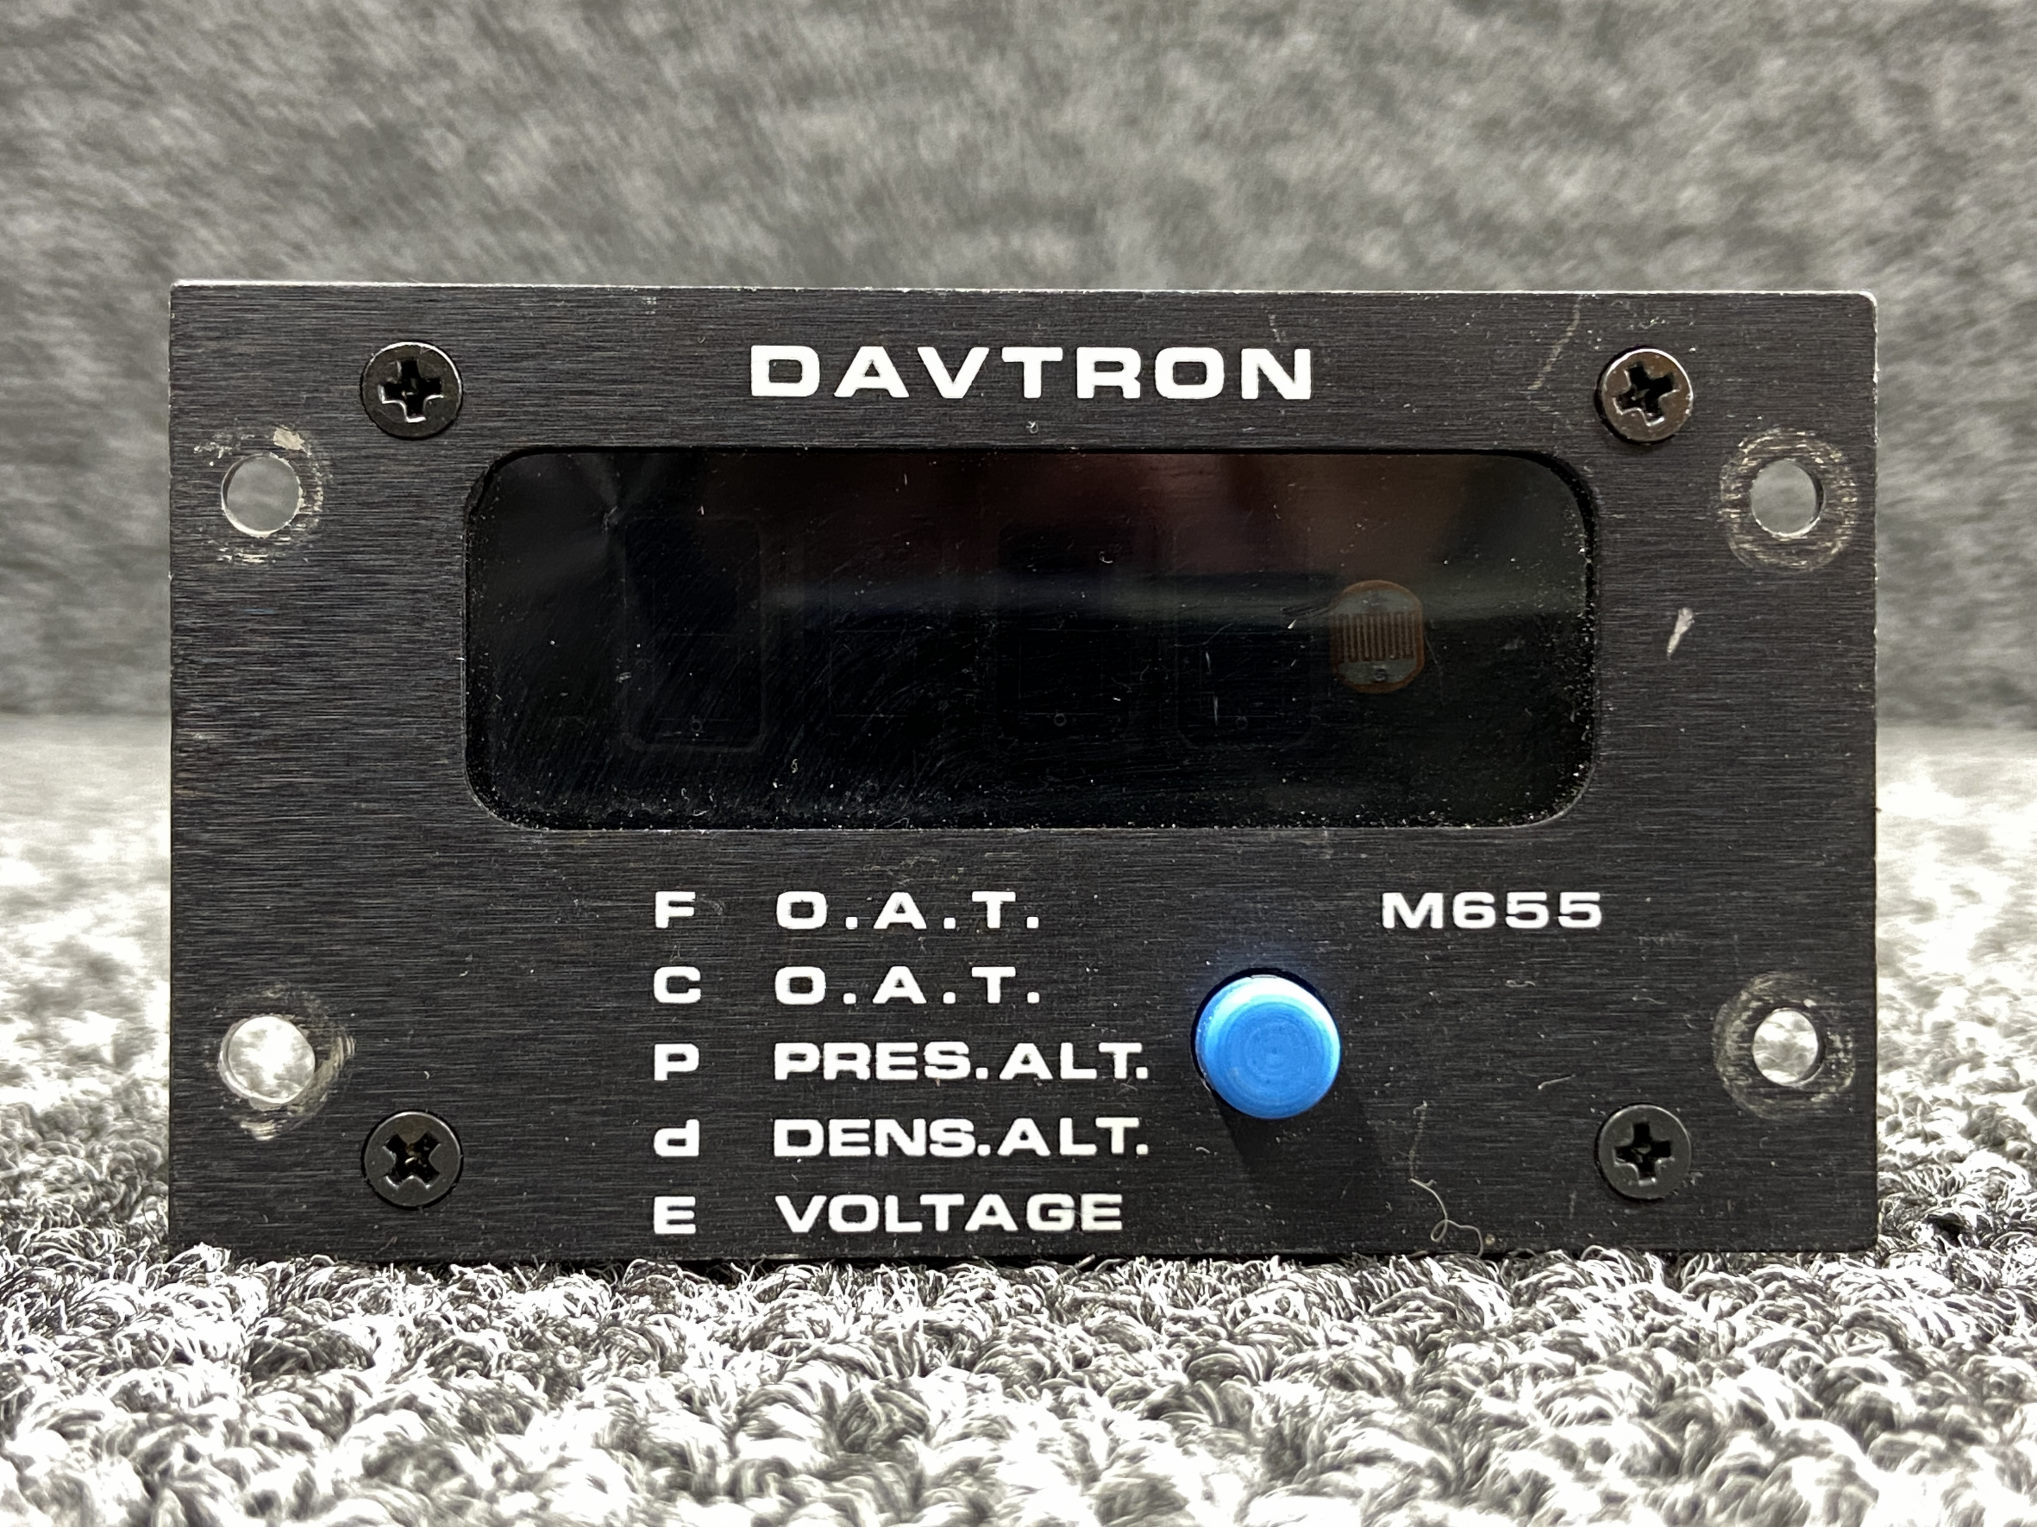 DAVTRON
F O.A.T. M655
C O.A.T.
P PRES.ALT.
d DENS.ALT.
E VOLTAGE